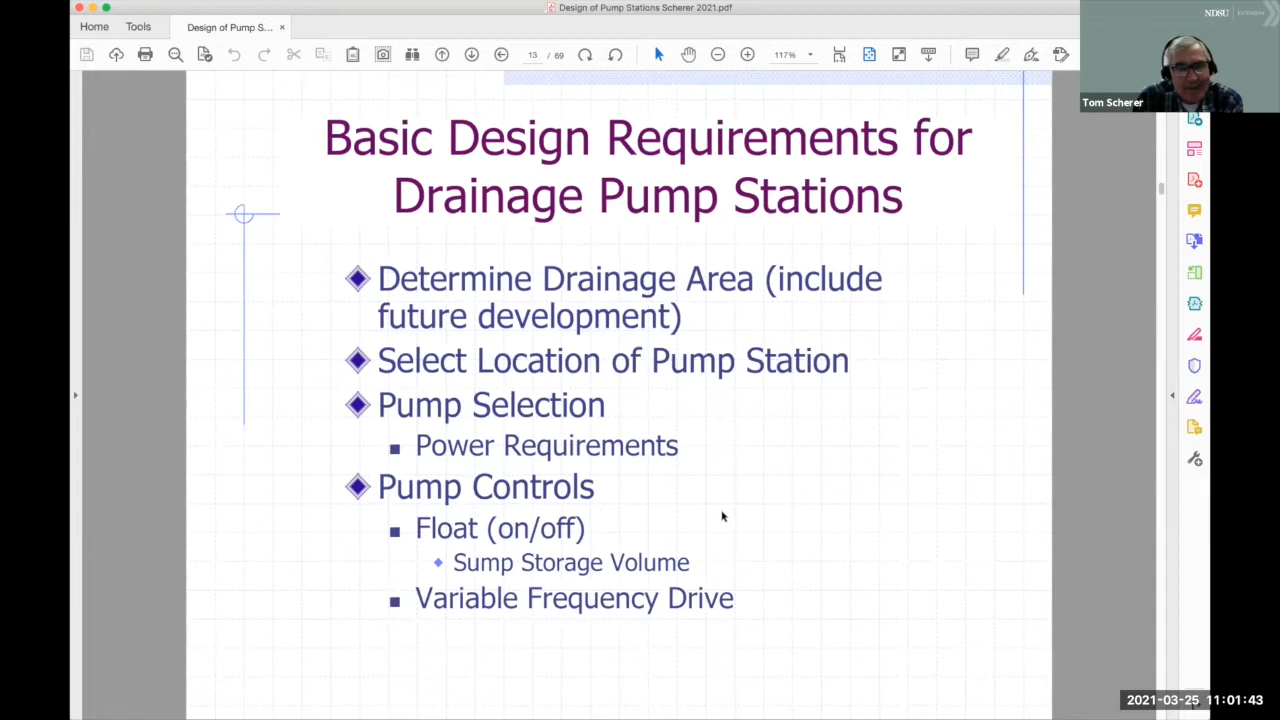 Design of Pump Stations Scherer 2021.pdf
Home
Tools
Design of Pump S...
13 / 69
117%
NDSU
EXTENSION
Tom Scherer
Basic Design Requirements for
Drainage Pump Stations
Determine Drainage Area (include
future development)
Select Location of Pump Station
Pump Selection
Power Requirements
Pump Controls
Float (on/off)
Sump Storage Volume
Variable Frequency Drive
2021-03-25 11:01:43